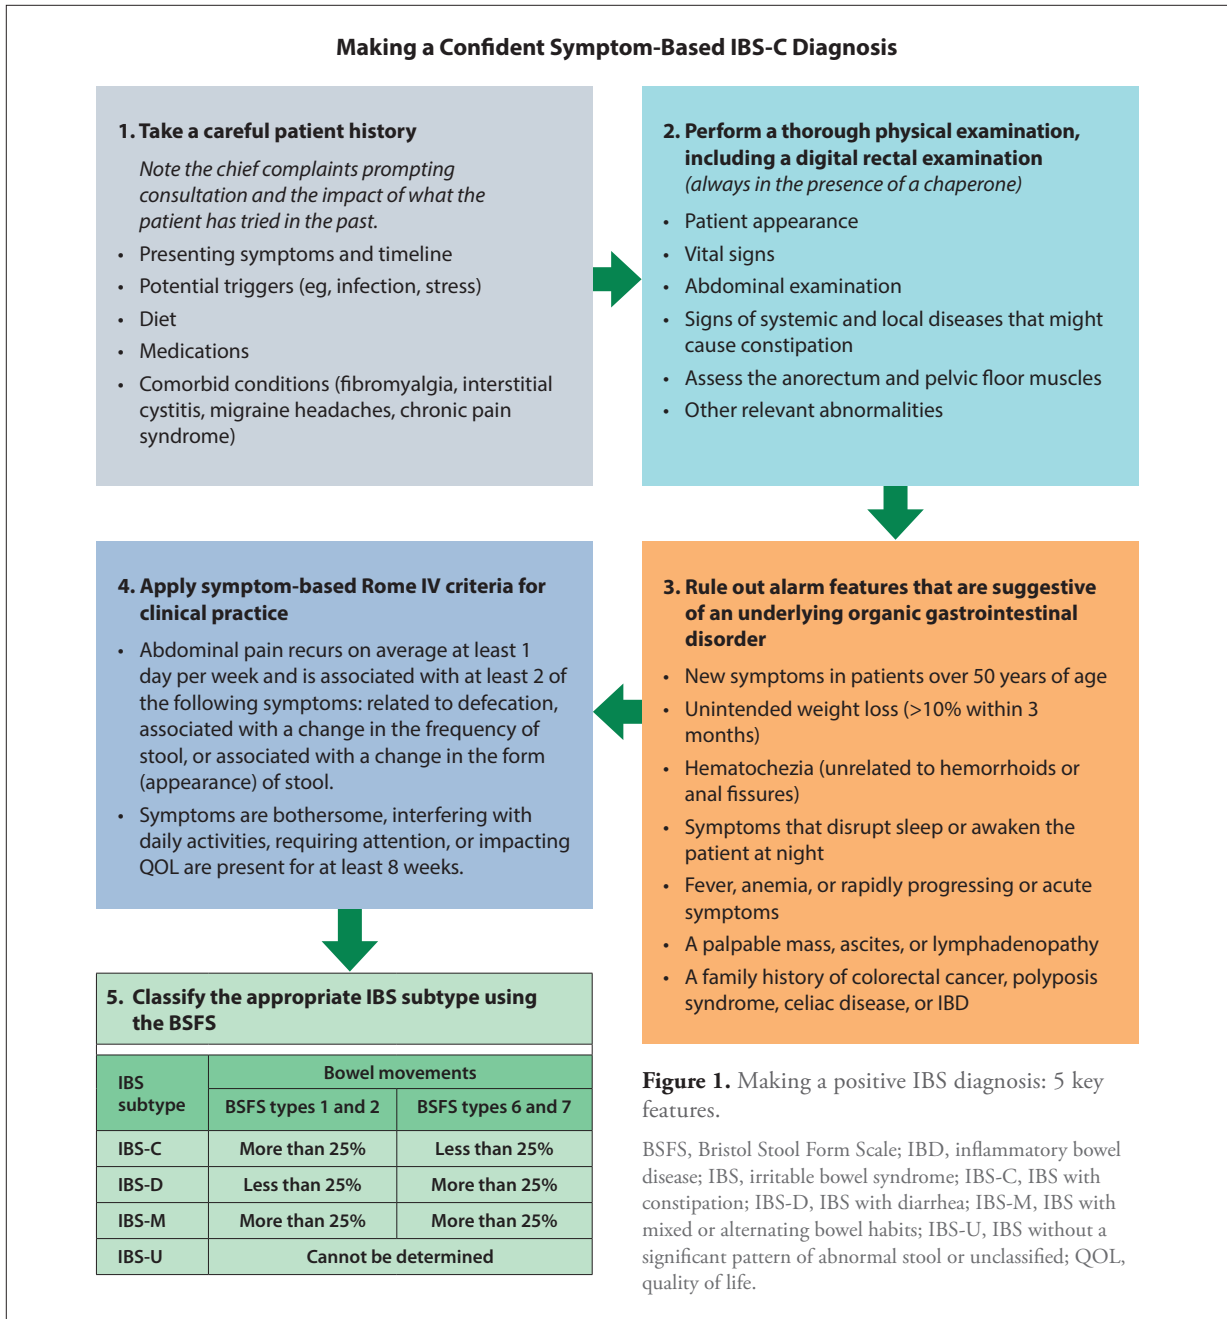 Making a Confident Symptom-Based IBS-C Diagnosis
1. Take a careful patient history
Note the chief complaints prompting
consultation and the impact of what the
patient has tried in the past.
• Presenting symptoms and timeline
• Potential triggers (eg, infection, stress)
• Diet
• Medications
• Comorbid conditions (fibromyalgia, interstitial
cystitis, migraine headaches, chronic pain
syndrome)
2. Perform a thorough physical examination,
including a digital rectal examination
(always in the presence of a chaperone)
• Patient appearance
• Vital signs
• Abdominal examination
• Signs of systemic and local diseases that might
cause constipation
• Assess the anorectum and pelvic floor muscles
• Other relevant abnormalities
3. Rule out alarm features that are suggestive
of an underlying organic gastrointestinal
disorder
• New symptoms in patients over 50 years of age
• Unintended weight loss (>10% within 3
months)
• Hematochezia (unrelated to hemorrhoids or
anal fissures)
• Symptoms that disrupt sleep or awaken the
patient at night
• Fever, anemia, or rapidly progressing or acute
symptoms
• A palpable mass, ascites, or lymphadenopathy
• A family history of colorectal cancer, polyposis
syndrome, celiac disease, or IBD
4. Apply symptom-based Rome IV criteria for
clinical practice
• Abdominal pain recurs on average at least 1
day per week and is associated with at least 2 of
the following symptoms: related to defecation,
associated with a change in the frequency of
stool, or associated with a change in the form
(appearance) of stool.
• Symptoms are bothersome, interfering with
daily activities, requiring attention, or impacting
QOL are present for at least 8 weeks.
5. Classify the appropriate IBS subtype using
the BSFS
IBS
subtype
Bowel movements
BSFS types 1 and 2 BSFS types 6 and 7
IBS-C More than 25% Less than 25%
IBS-D Less than 25% More than 25%
IBS-M More than 25% More than 25%
IBS-U Cannot be determined
Figure 1. Making a positive IBS diagnosis: 5 key
features.
BSFS, Bristol Stool Form Scale; IBD, inflammatory bowel
disease; IBS, irritable bowel syndrome; IBS-C, IBS with
constipation; IBS-D, IBS with diarrhea; IBS-M, IBS with
mixed or alternating bowel habits; IBS-U, IBS without a
significant pattern of abnormal stool or unclassified; QOL,
quality of life.